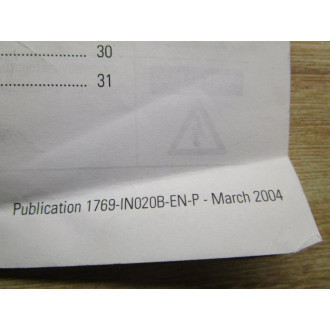 ................... 30
................... 31
Publication 1769-IN020B-EN-P - March 2004